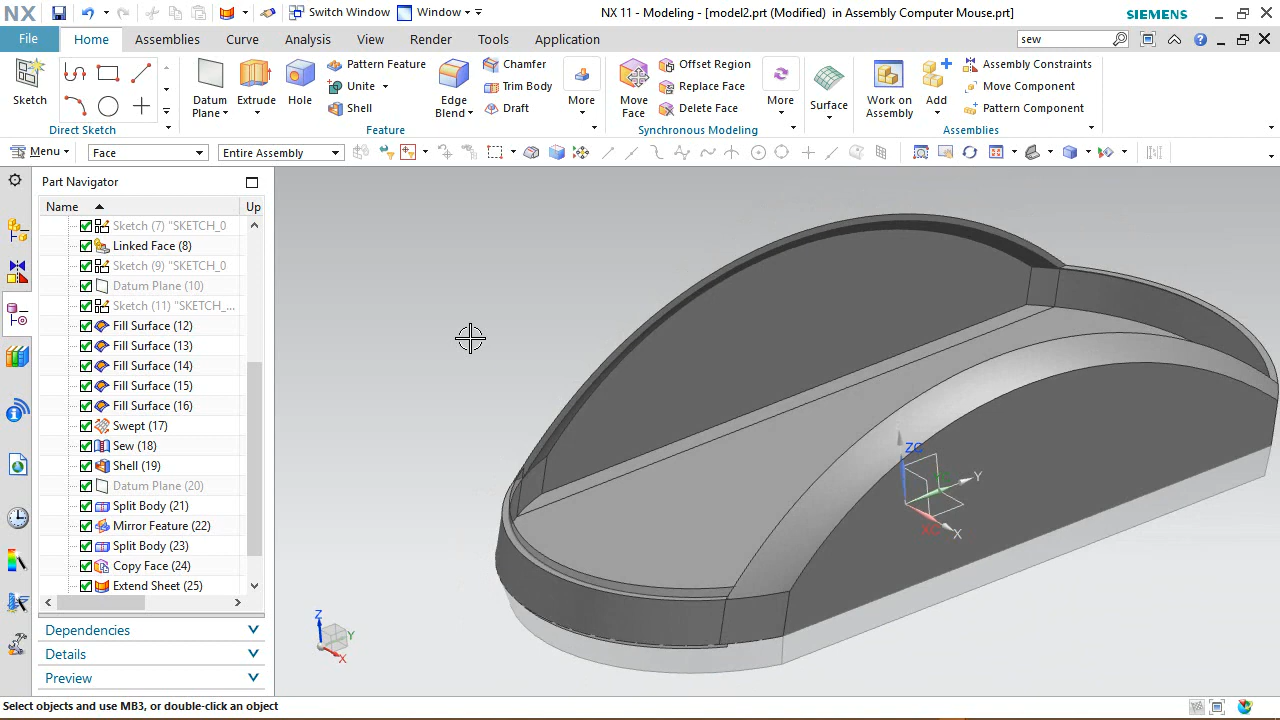 NX
Switch Window
Window
NX 11 - Modeling - [model2.prt (Modified) in Assembly Computer Mouse.prt]
SIEMENS
File
Home
Assemblies
Curve
Analysis
View
Render
Tools
Application
sew
Sketch
Direct Sketch
Datum
Plane
Extrude
Hole
Pattern Feature
Unite
Shell
Edge
Blend
Chamfer
Trim Body
Draft
More
Feature
Move
Face
Offset Region
Replace Face
Delete Face
More
Synchronous Modeling
Surface
Work on
Assembly
Add
Assembly Constraints
Move Component
Pattern Component
Assemblies
Menu
Face
Entire Assembly
Part Navigator
Name
Up
Sketch (7) "SKETCH_0
Linked Face (8)
Sketch (9) "SKETCH_0
Datum Plane (10)
Sketch (11) "SKETCH_...
Fill Surface (12)
Fill Surface (13)
Fill Surface (14)
Fill Surface (15)
Fill Surface (16)
Swept (17)
Sew (18)
Shell (19)
Datum Plane (20)
Split Body (21)
Mirror Feature (22)
Split Body (23)
Copy Face (24)
Extend Sheet (25)
Dependencies
Details
Preview
ZC
Y
XC
X
Z
Y
X
Select objects and use MB3, or double-click an object